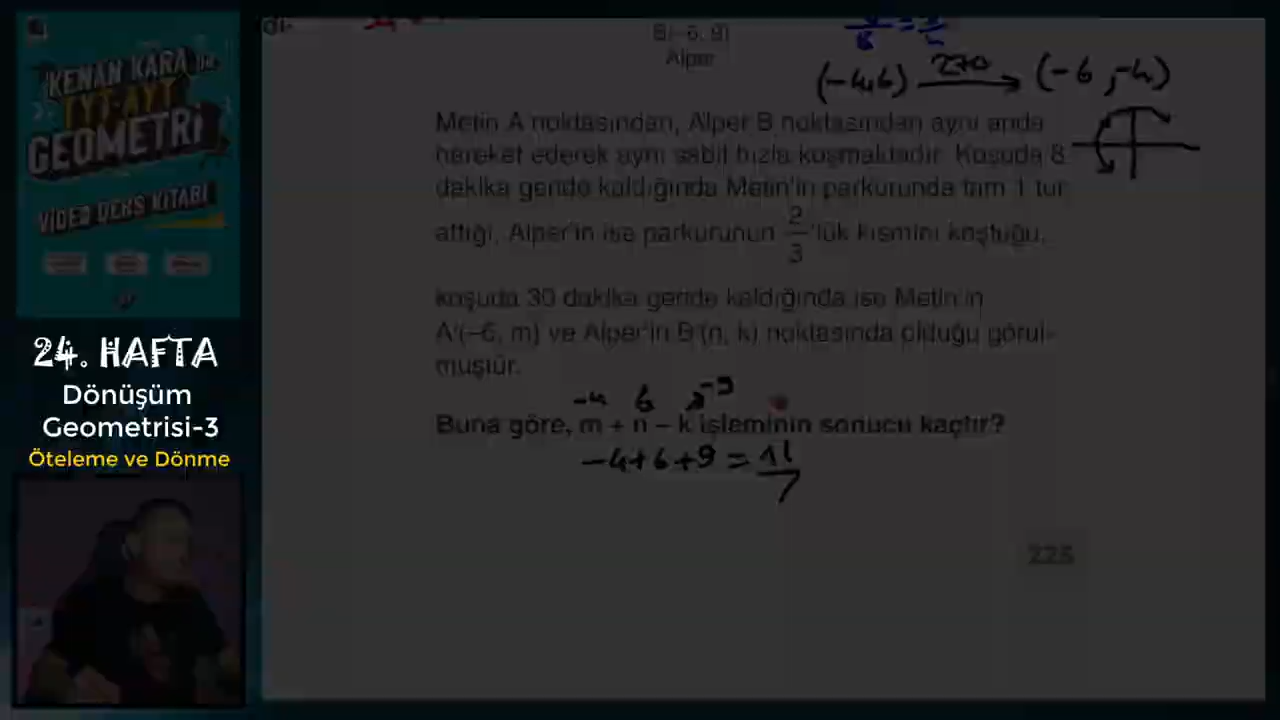 KENAN KARA ile
TYT-AYT
GEOMETRİ
VİDEO DERS KİTABI
24. HAFTA
Dönüşüm
Geometrisi-3
Öteleme ve Dönme
B(-6, 9)
Alper
(-4,6) 270 (-6,-4)
Metin A noktasından, Alper B noktasından aynı anda
hareket ederek aynı sabit hızla koşmaktadır. Koşuda 8
dakika geride kaldığında Metin'in parkurunda tam 1 tur
attığı, Alper'in ise parkurunun 2/3'lük kısmını koştuğu,
koşuda 30 dakika geride kaldığında ise Metin'in
A'(-6, m) ve Alper'in B'(n, k) noktasında olduğu görül-
müştür.
-4 6 -9
Buna göre, m + n - k işleminin sonucu kaçtır?
-4+6+9=11
225